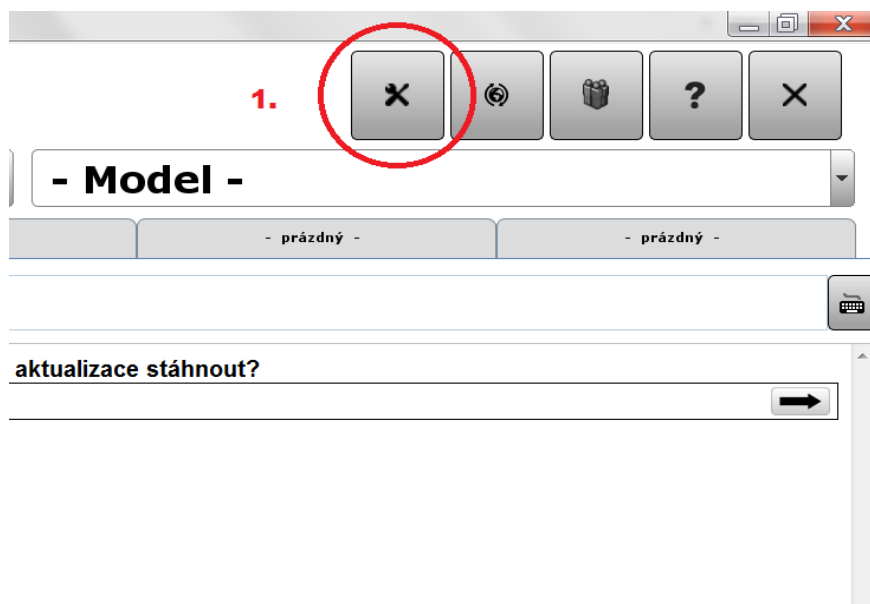 1.
?
- Model -
- prázdný -
- prázdný -
aktualizace stáhnout?